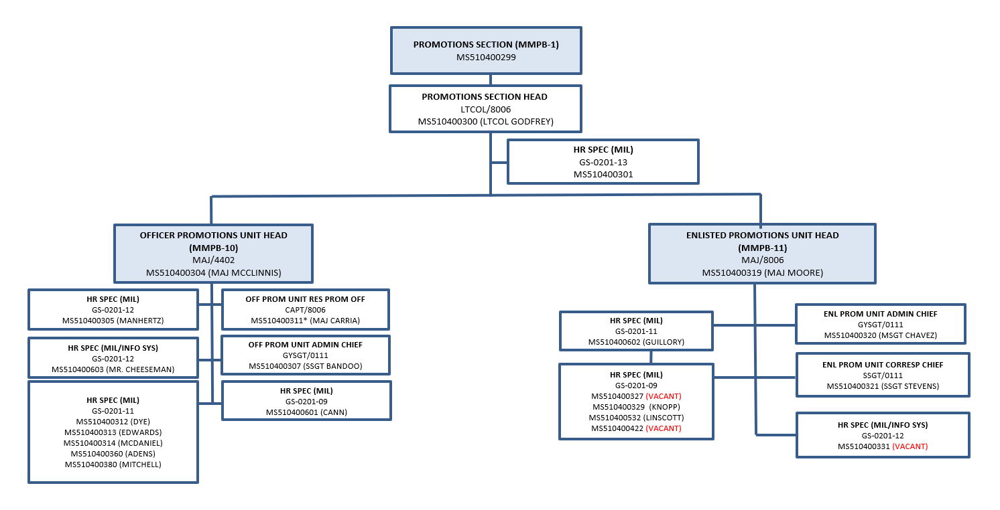 PROMOTIONS SECTION (MMPB-1)
MS510400299
PROMOTIONS SECTION HEAD
LTCOL/8006
MS510400300 (LTCOL GODFREY)
HR SPEC (MIL)
GS-0201-13
MS510400301
OFFICER PROMOTIONS UNIT HEAD
(MMPB-10)
MAJ/4402
MS510400304 (MAJ MCCLINNIS)
HR SPEC (MIL)
GS-0201-12
MS510400305 (MANHERTZ)
OFF PROM UNIT RES PROM OFF
CAPT/8006
MS510400311* (MAJ CARRIA)
HR SPEC (MIL/INFO SYS)
GS-0201-12
MS510400603 (MR. CHEESEMAN)
OFF PROM UNIT ADMIN CHIEF
GYSGT/0111
MS510400307 (SSGT BANDOO)
HR SPEC (MIL)
GS-0201-11
MS510400312 (DYE)
MS510400313 (EDWARDS)
MS510400314 (MCDANIEL)
MS510400360 (ADENS)
MS510400380 (MITCHELL)
HR SPEC (MIL)
GS-0201-09
MS510400601 (CANN)
ENLISTED PROMOTIONS UNIT HEAD
(MMPB-11)
MAJ/8006
MS510400319 (MAJ MOORE)
HR SPEC (MIL)
GS-0201-11
MS510400602 (GUILLORY)
HR SPEC (MIL)
GS-0201-09
MS510400327 (VACANT)
MS510400329 (KNOPP)
MS510400532 (LINSCOTT)
MS510400422 (VACANT)
ENL PROM UNIT ADMIN CHIEF
GYSGT/0111
MS510400320 (MSGT CHAVEZ)
ENL PROM UNIT CORRESP CHIEF
SSGT/0111
MS510400321 (SSGT STEVENS)
HR SPEC (MIL/INFO SYS)
GS-0201-12
MS510400331 (VACANT)